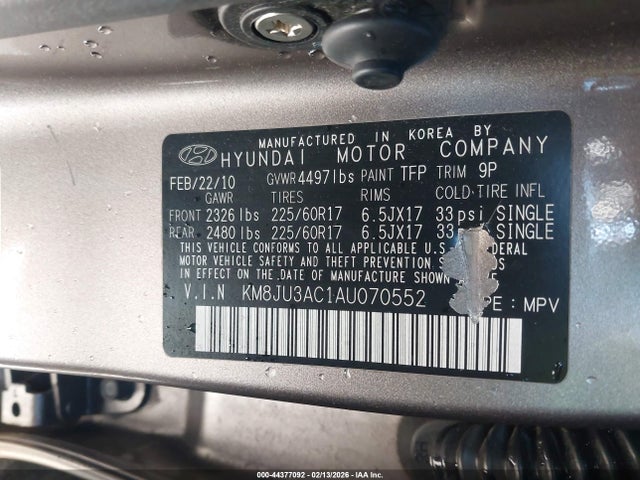 MANUFACTURED IN KOREA BY
HYUNDAI MOTOR COMPANY
FEB/22/10 GVWR 4497lbs PAINT TFP TRIM 9P
GAWR TIRES RIMS COLD TIRE INFL
FRONT 2326 lbs 225/60R17 6.5JX17 33 psi SINGLE
REAR 2480 lbs 225/60R17 6.5JX17 33 SINGLE
THIS VEHICLE CONFORMS TO ALL APPLICABLE U.S
MOTOR VEHICLE SAFETY AND THEFT PREVENTION
IN EFFECT ON THE .DATE OF MANUFACTURE SHOWN
V.I.N KM8JU3AC1AU070552 : MPV
000-44377092 - 02/13/2026 - IAA Inc.